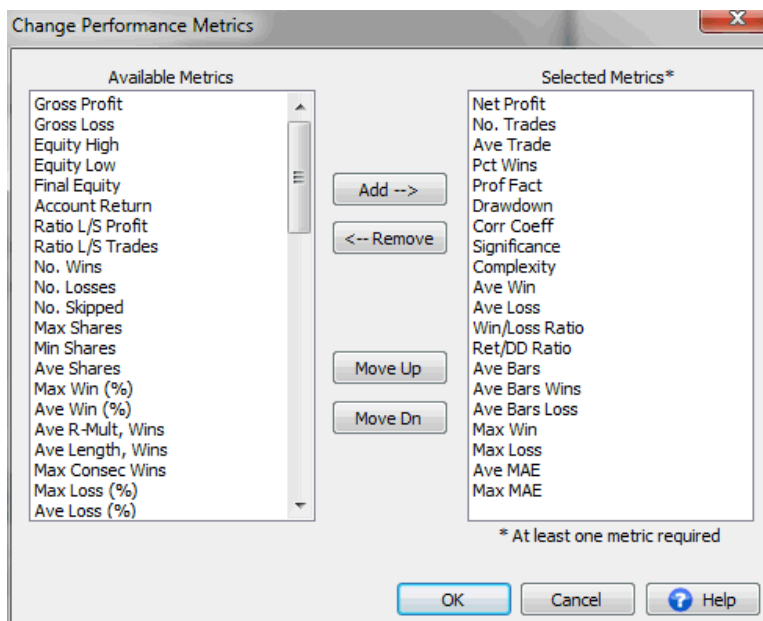 Change Performance Metrics
Available Metrics
Gross Profit
Gross Loss
Equity High
Equity Low
Final Equity
Account Return
Ratio L/S Profit
Ratio L/S Trades
No. Wins
No. Losses
No. Skipped
Max Shares
Min Shares
Ave Shares
Max Win (%)
Ave Win (%)
Ave R-Mult, Wins
Ave Length, Wins
Max Consec Wins
Max Loss (%)
Ave Loss (%)
Add -->
<-- Remove
Move Up
Move Dn
Selected Metrics*
Net Profit
No. Trades
Ave Trade
Pct Wins
Prof Fact
Drawdown
Corr Coeff
Significance
Complexity
Ave Win
Ave Loss
Win/Loss Ratio
Ret/DD Ratio
Ave Bars
Ave Bars Wins
Ave Bars Loss
Max Win
Max Loss
Ave MAE
Max MAE
* At least one metric required
OK
Cancel
? Help